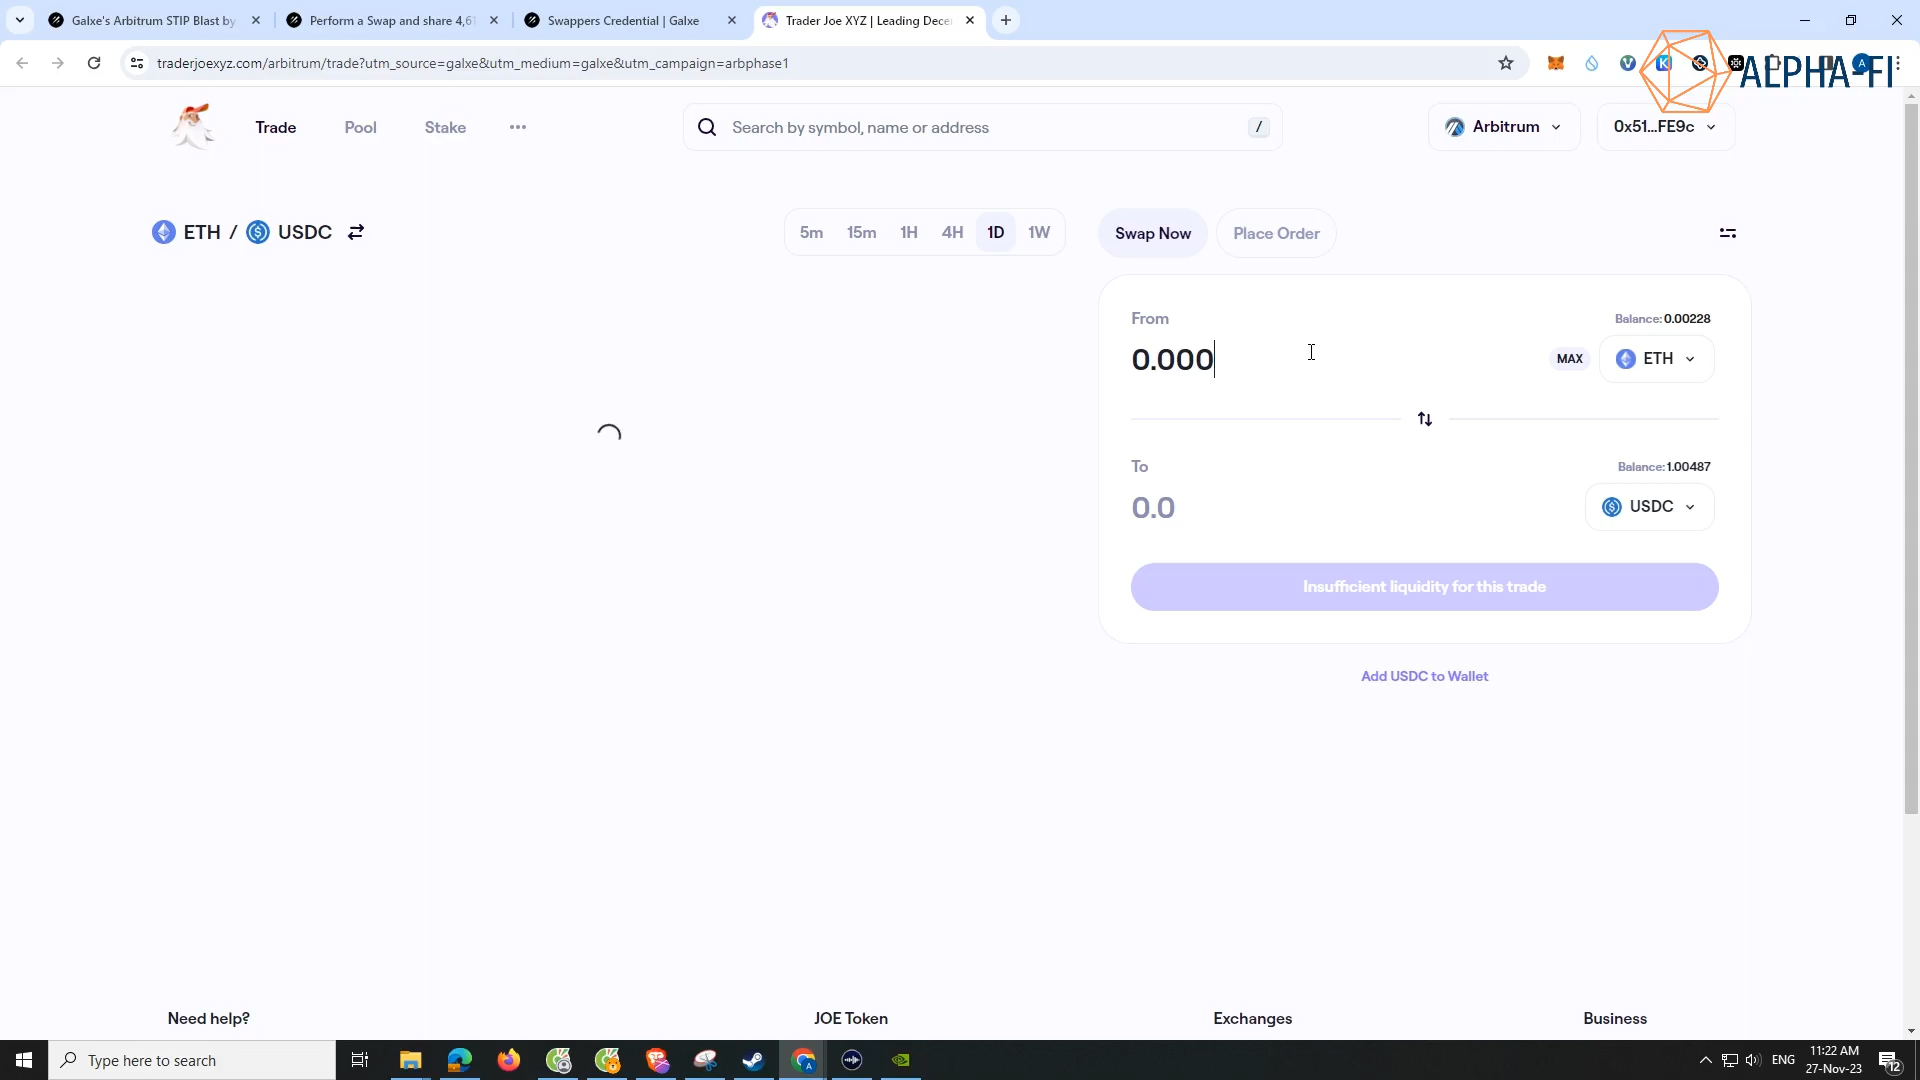 Galxe's Arbitrum STIP Blast by
Perform a Swap and share 4,6
Swappers Credential | Galxe
Trader Joe XYZ | Leading Dece
traderjoexyz.com/arbitrum/trade?utm_source=galxe&utm_medium=galxe&utm_campaign=arbphase1
ALPHA-FI
Trade
Pool
Stake
Search by symbol, name or address
/
Arbitrum
0x51...FE9c
ETH / USDC
5m 15m 1H 4H 1D 1W
Swap Now
Place Order
From
Balance: 0.00228
0.000
MAX
ETH
To
Balance: 1.00487
0.0
USDC
Insufficient liquidity for this trade
Add USDC to Wallet
Need help?
JOE Token
Exchanges
Business
Type here to search
ENG
11:22 AM
27-Nov-23
12